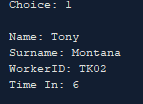 Choice: 1
Name: Tony
Surname: Montana
WorkerID: TK02
Time In: 6